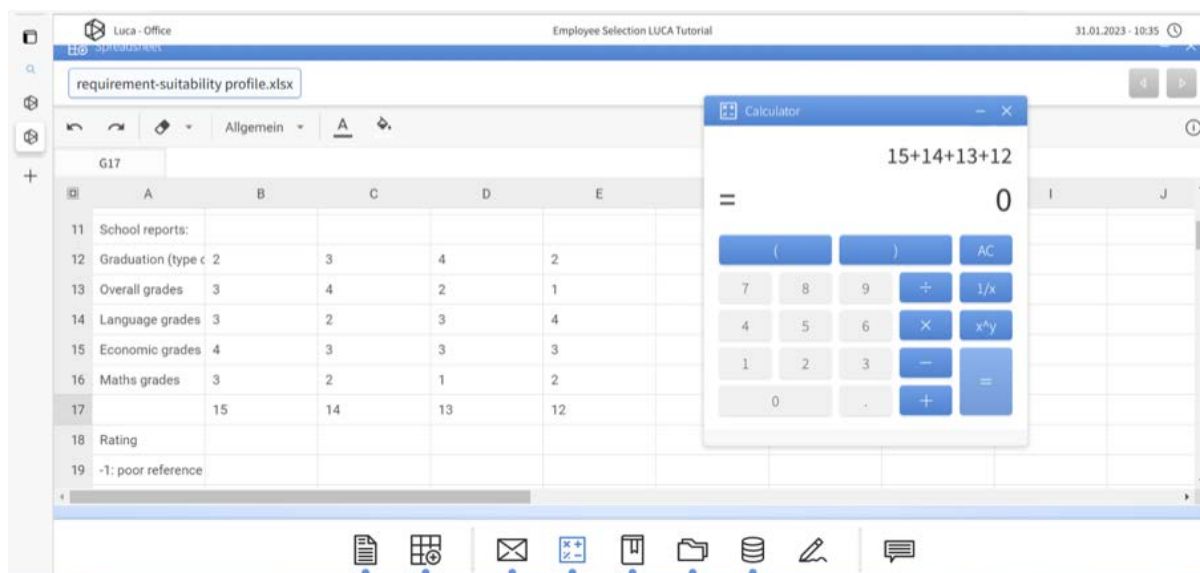 Luca - Office
Employee Selection LUCA Tutorial
31.01.2023 - 10:35
Spreadsheet
requirement-suitability profile.xlsx
Allgemein
A
G17
A B C D E I J
11 School reports:
12 Graduation (type c 2 3 4 2
13 Overall grades 3 4 2 1
14 Language grades 3 2 3 4
15 Economic grades 4 3 3 3
16 Maths grades 3 2 1 2
17 15 14 13 12
18 Rating
19 -1: poor reference
Calculator
15+14+13+12
= 0
( ) AC
7 8 9 ÷ 1/x
4 5 6 × x^y
1 2 3 − =
0 . +